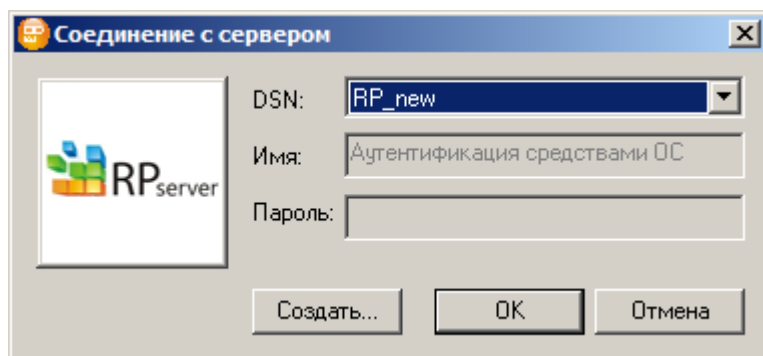 Соединение с сервером
RPserver
DSN: RP_new
Имя: Аутентификация средствами ОС
Пароль:
Создать... OK Отмена